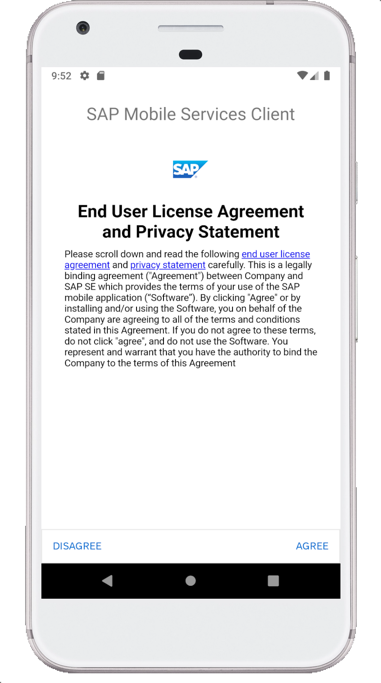 9:52
SAP Mobile Services Client
SAP
End User License Agreement
and Privacy Statement
Please scroll down and read the following end user license
agreement and privacy statement carefully. This is a legally
binding agreement ("Agreement") between Company and
SAP SE which provides the terms of your use of the SAP
mobile application (“Software”). By clicking "Agree" or by
installing and/or using the Software, you on behalf of the
Company are agreeing to all of the terms and conditions
stated in this Agreement. If you do not agree to these terms,
do not click "agree", and do not use the Software. You
represent and warrant that you have the authority to bind the
Company to the terms of this Agreement
DISAGREE AGREE